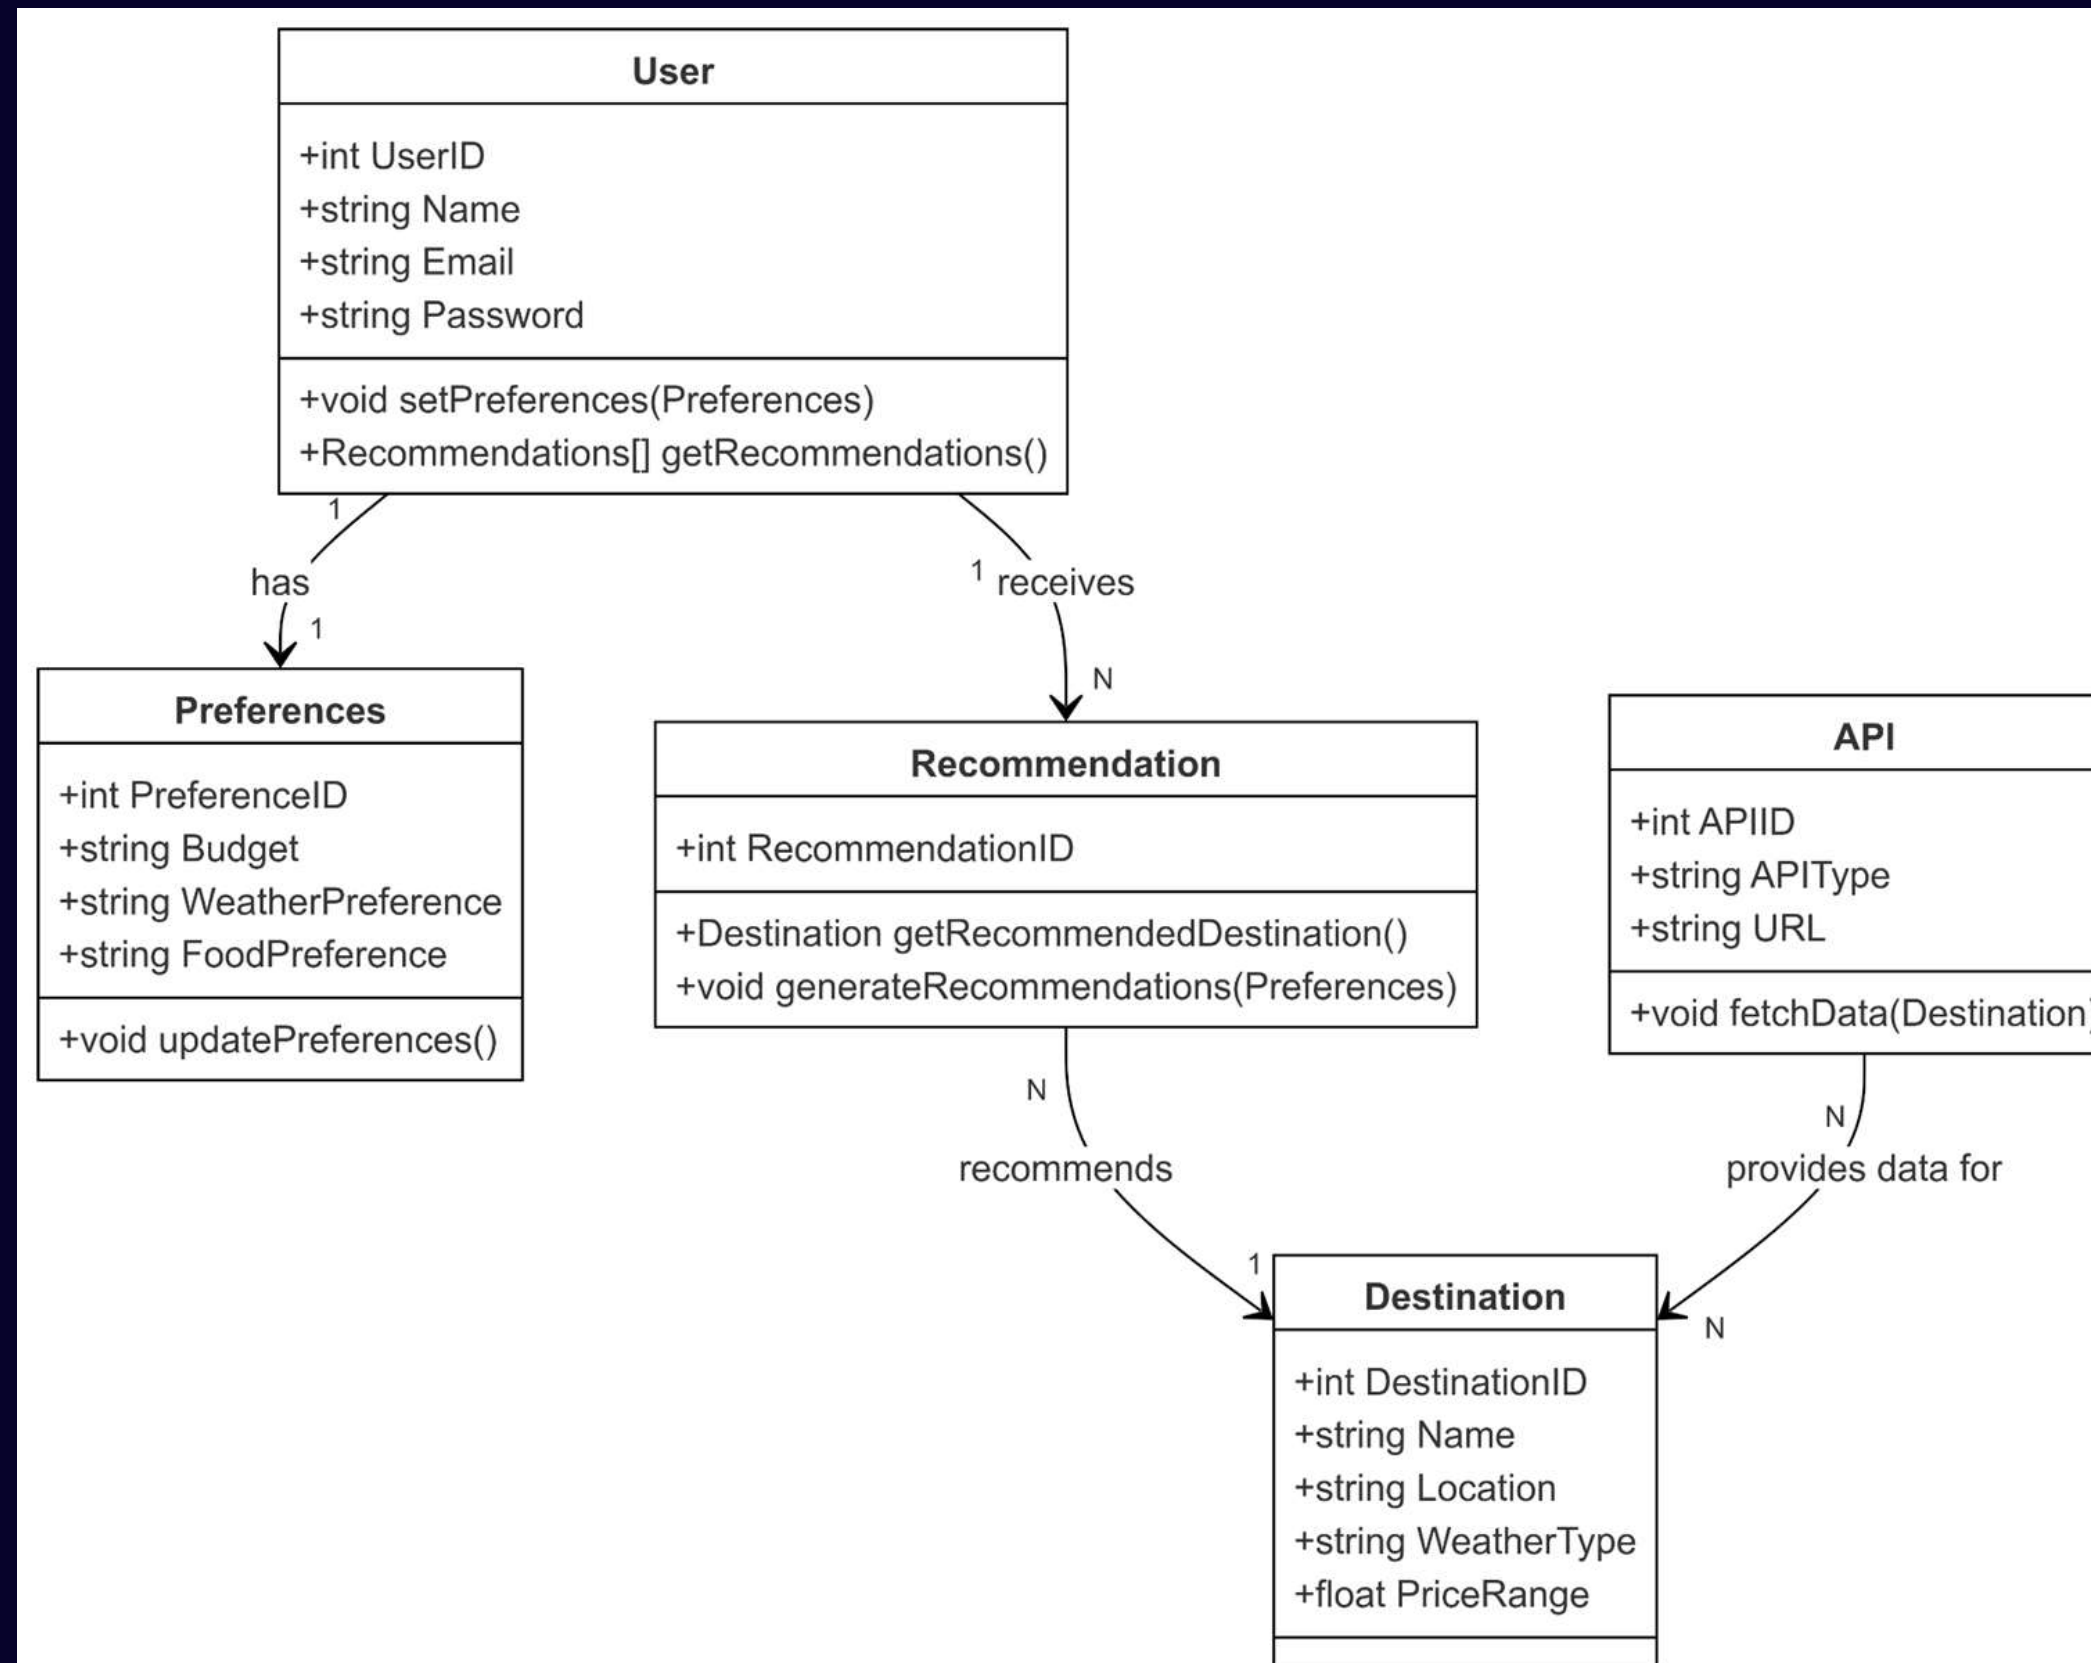 User
+int UserID
+string Name
+string Email
+string Password
+void setPreferences(Preferences)
+Recommendations[] getRecommendations()
1
has
1
1
receives
N
Preferences
+int PreferenceID
+string Budget
+string WeatherPreference
+string FoodPreference
+void updatePreferences()
Recommendation
+int RecommendationID
+Destination getRecommendedDestination()
+void generateRecommendations(Preferences)
API
+int APIID
+string APIType
+string URL
+void fetchData(Destination)
N
recommends
1
N
provides data for
N
Destination
+int DestinationID
+string Name
+string Location
+string WeatherType
+float PriceRange